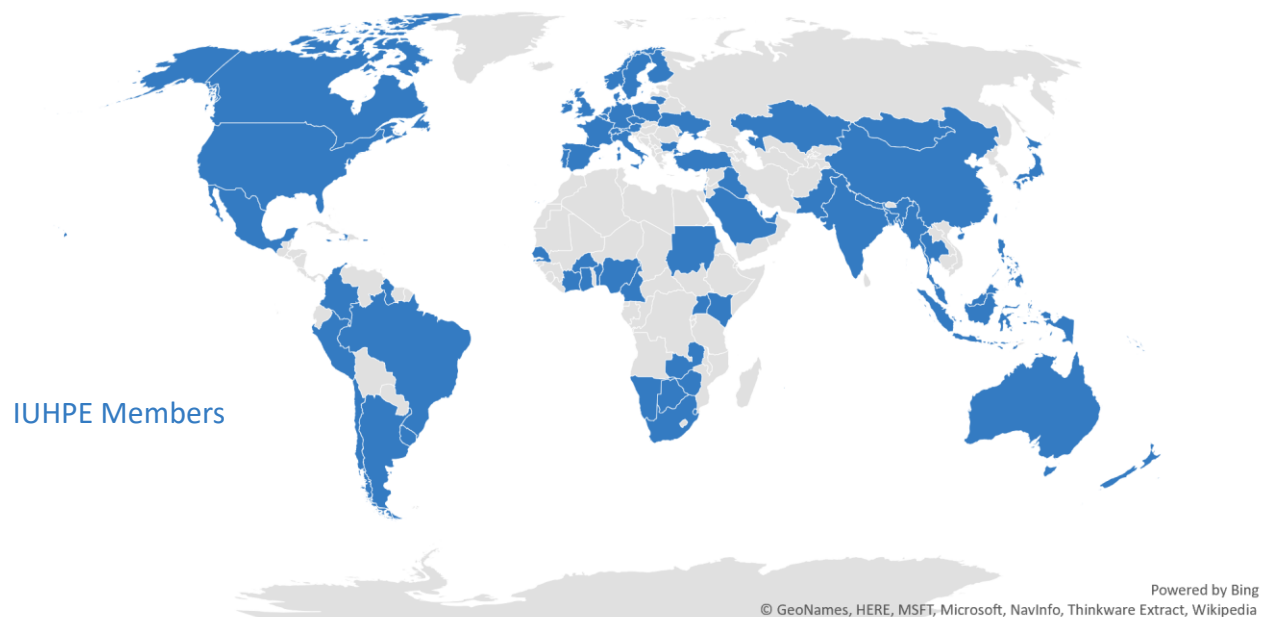 IUHPE Members
Powered by Bing
© GeoNames, HERE, MSFT, Microsoft, NavInfo, Thinkware Extract, Wikipedia